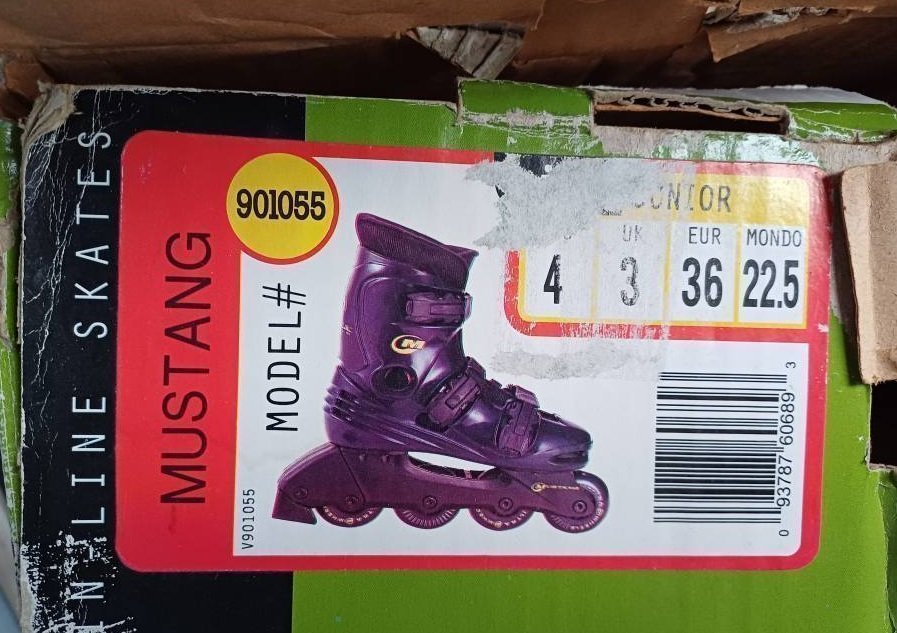 IN LINE SKATES
MUSTANG
901055
MODEL#
V901055
JUNIOR
UK EUR MONDO
4 3 36 22.5
M
0 93787 60689 3